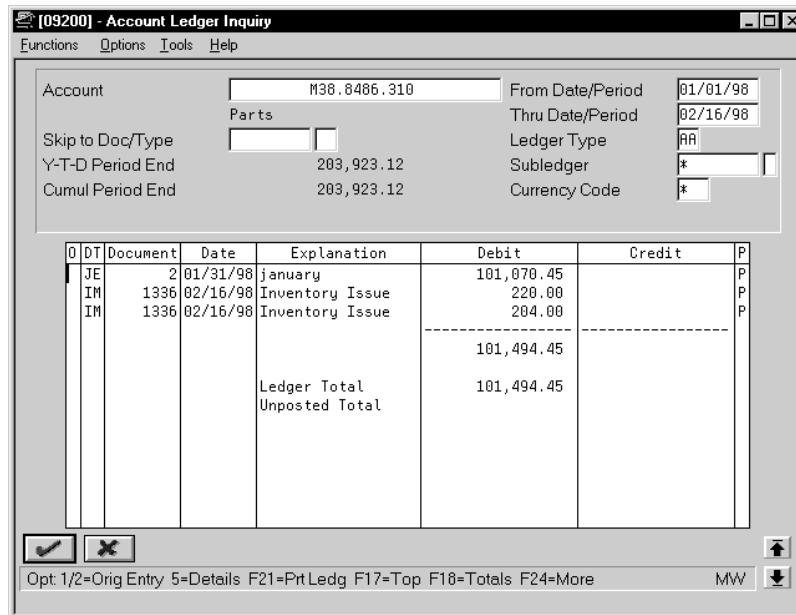 [09200] - Account Ledger Inquiry
Functions Options Tools Help
Account M38.8486.310 From Date/Period 01/01/98
Parts Thru Date/Period 02/16/98
Skip to Doc/Type Ledger Type AA
Y-T-D Period End 203,923.12 Subledger *
Cumul Period End 203,923.12 Currency Code *
O DT Document Date Explanation Debit Credit P
JE 2 01/31/98 january 101,070.45 P
IM 1336 02/16/98 Inventory Issue 220.00 P
IM 1336 02/16/98 Inventory Issue 204.00 P
101,494.45
Ledger Total 101,494.45
Unposted Total
Opt: 1/2=Orig Entry 5=Details F21=Prt Ledg F17=Top F18=Totals F24=More MW